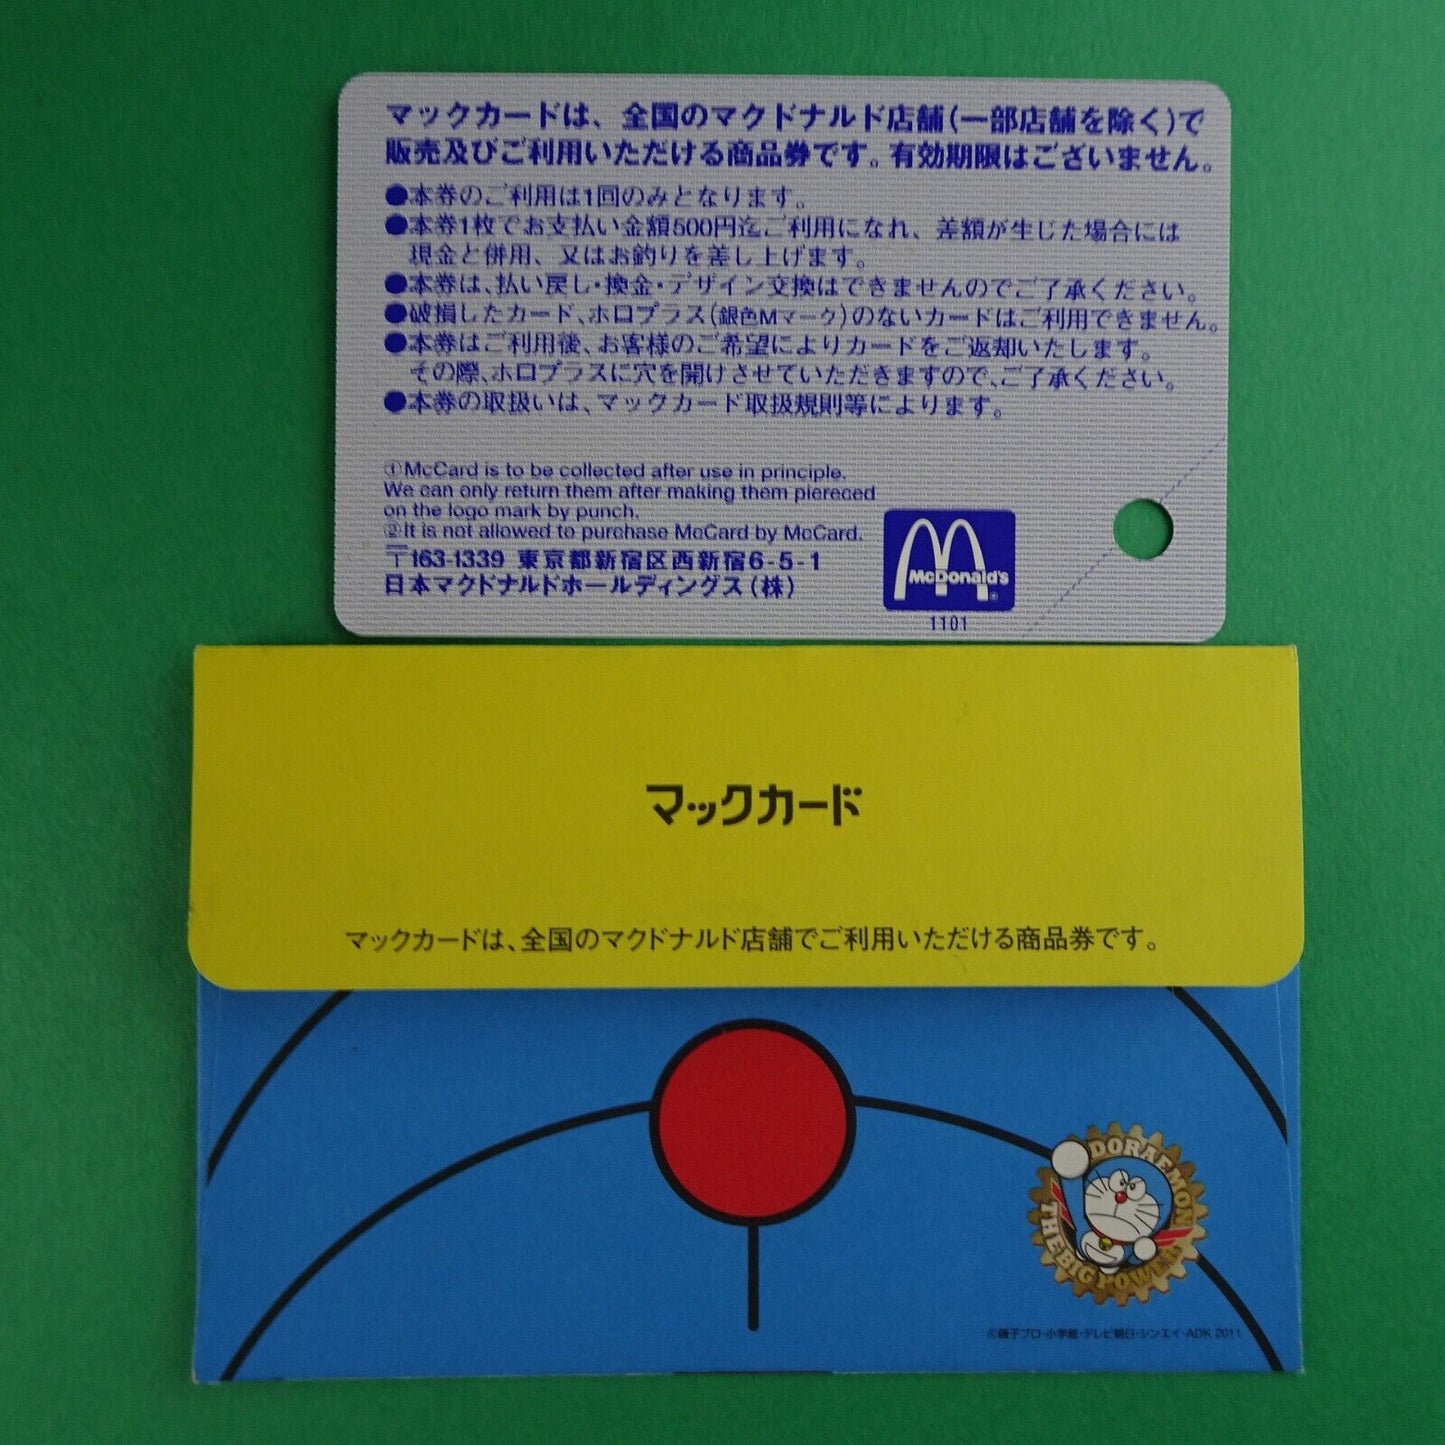 マックカードは、全国のマクドナルド店舗(一部店舗を除く)で
販売及びご利用いただける商品券です。有効期限はございません。
●本券のご利用は1回のみとなります。
●本券1枚でお支払い金額500円迄ご利用になれ、差額が生じた場合には
現金と併用、又はお釣りを差し上げます。
●本券は、払い戻し・換金・デザイン交換はできませんのでご了承ください。
●破損したカード、ホロプラス(銀色Mマーク)のないカードはご利用できません。
●本券はご利用後、お客様のご希望によりカードをご返却いたします。
その際、ホロプラスに穴を開けさせていただきますので、ご了承ください。
●本券の取扱いは、マックカード取扱規則等によります。
①McCard is to be collected after use in principle.
We can only return them after making them piereced
on the logo mark by punch.
②It is not allowed to purchase McCard by McCard.
〒163-1339 東京都新宿区西新宿6-5-1
日本マクドナルドホールディングス(株)
McDonald's
®
1101
マックカード
マックカードは、全国のマクドナルド店舗でご利用いただける商品券です。
DORAEMON
THE BIG POWER
©藤子プロ・小学館・テレビ朝日・シンエイ・ADK 2011